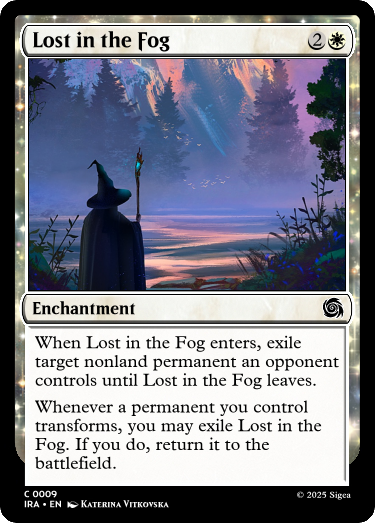 Lost in the Fog 2
Enchantment
When Lost in the Fog enters, exile
target nonland permanent an opponent
controls until Lost in the Fog leaves.
Whenever a permanent you control
transforms, you may exile Lost in the
Fog. If you do, return it to the
battlefield.
C 0009
IRA • EN Katerina Vitkovska
© 2025 Sigea